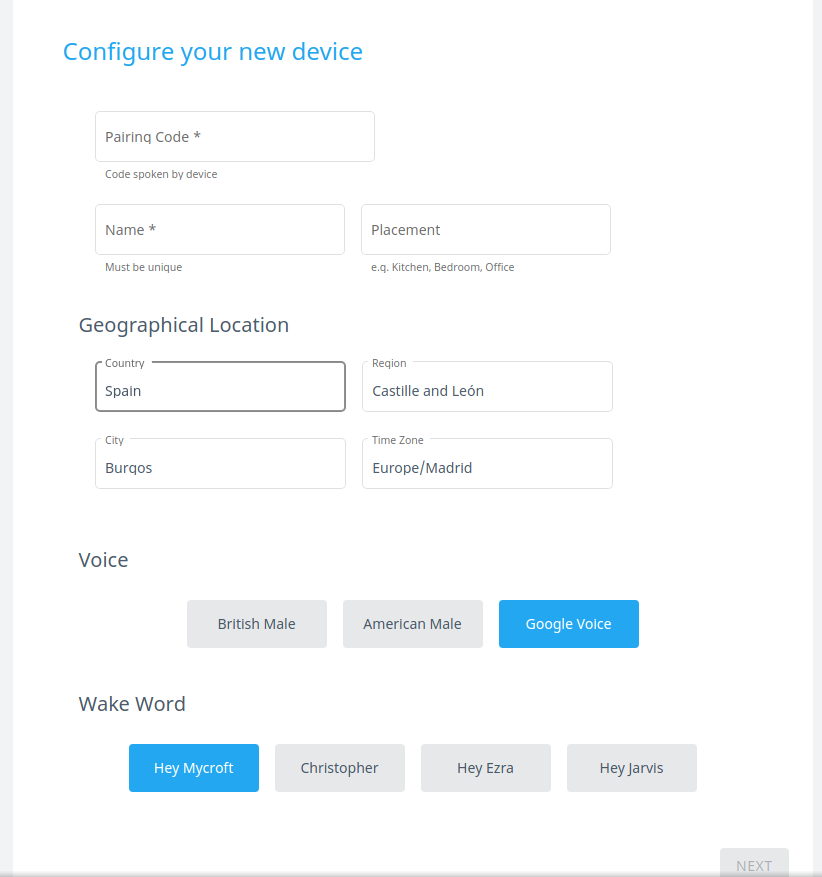 Configure your new device
Pairing Code *
Code spoken by device
Name * Placement
Must be unique e.g. Kitchen, Bedroom, Office
Geographical Location
Country Region
Spain Castille and León
City Time Zone
Burgos Europe/Madrid
Voice
British Male American Male Google Voice
Wake Word
Hey Mycroft Christopher Hey Ezra Hey Jarvis
NEXT